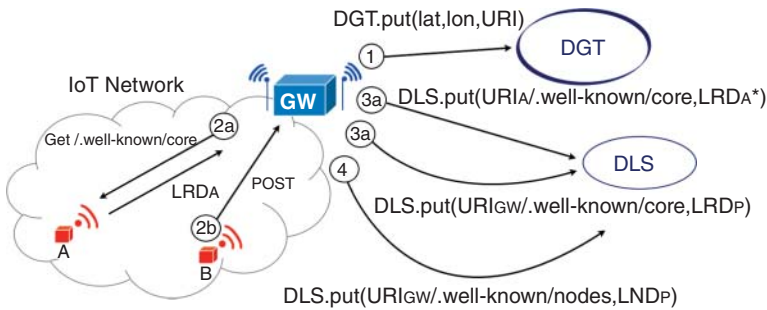 DGT.put(lat,lon,URI)
1
DGT
IoT Network
GW
3a
DLS.put(URIA/.well-known/core,LRDA*)
2a
Get /.well-known/core
3a
DLS
LRDA
POST
4
DLS.put(URIGW/.well-known/core,LRDP)
2b
A
B
DLS.put(URIGW/.well-known/nodes,LNDP)